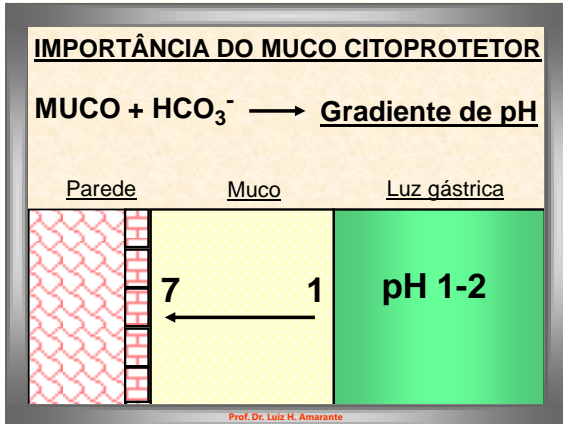 IMPORTÂNCIA DO MUCO CITOPROTETOR
MUCO + HCO₃⁻ → Gradiente de pH
Parede Muco Luz gástrica
7 1 pH 1-2
Prof. Dr. Luiz H. Amarante